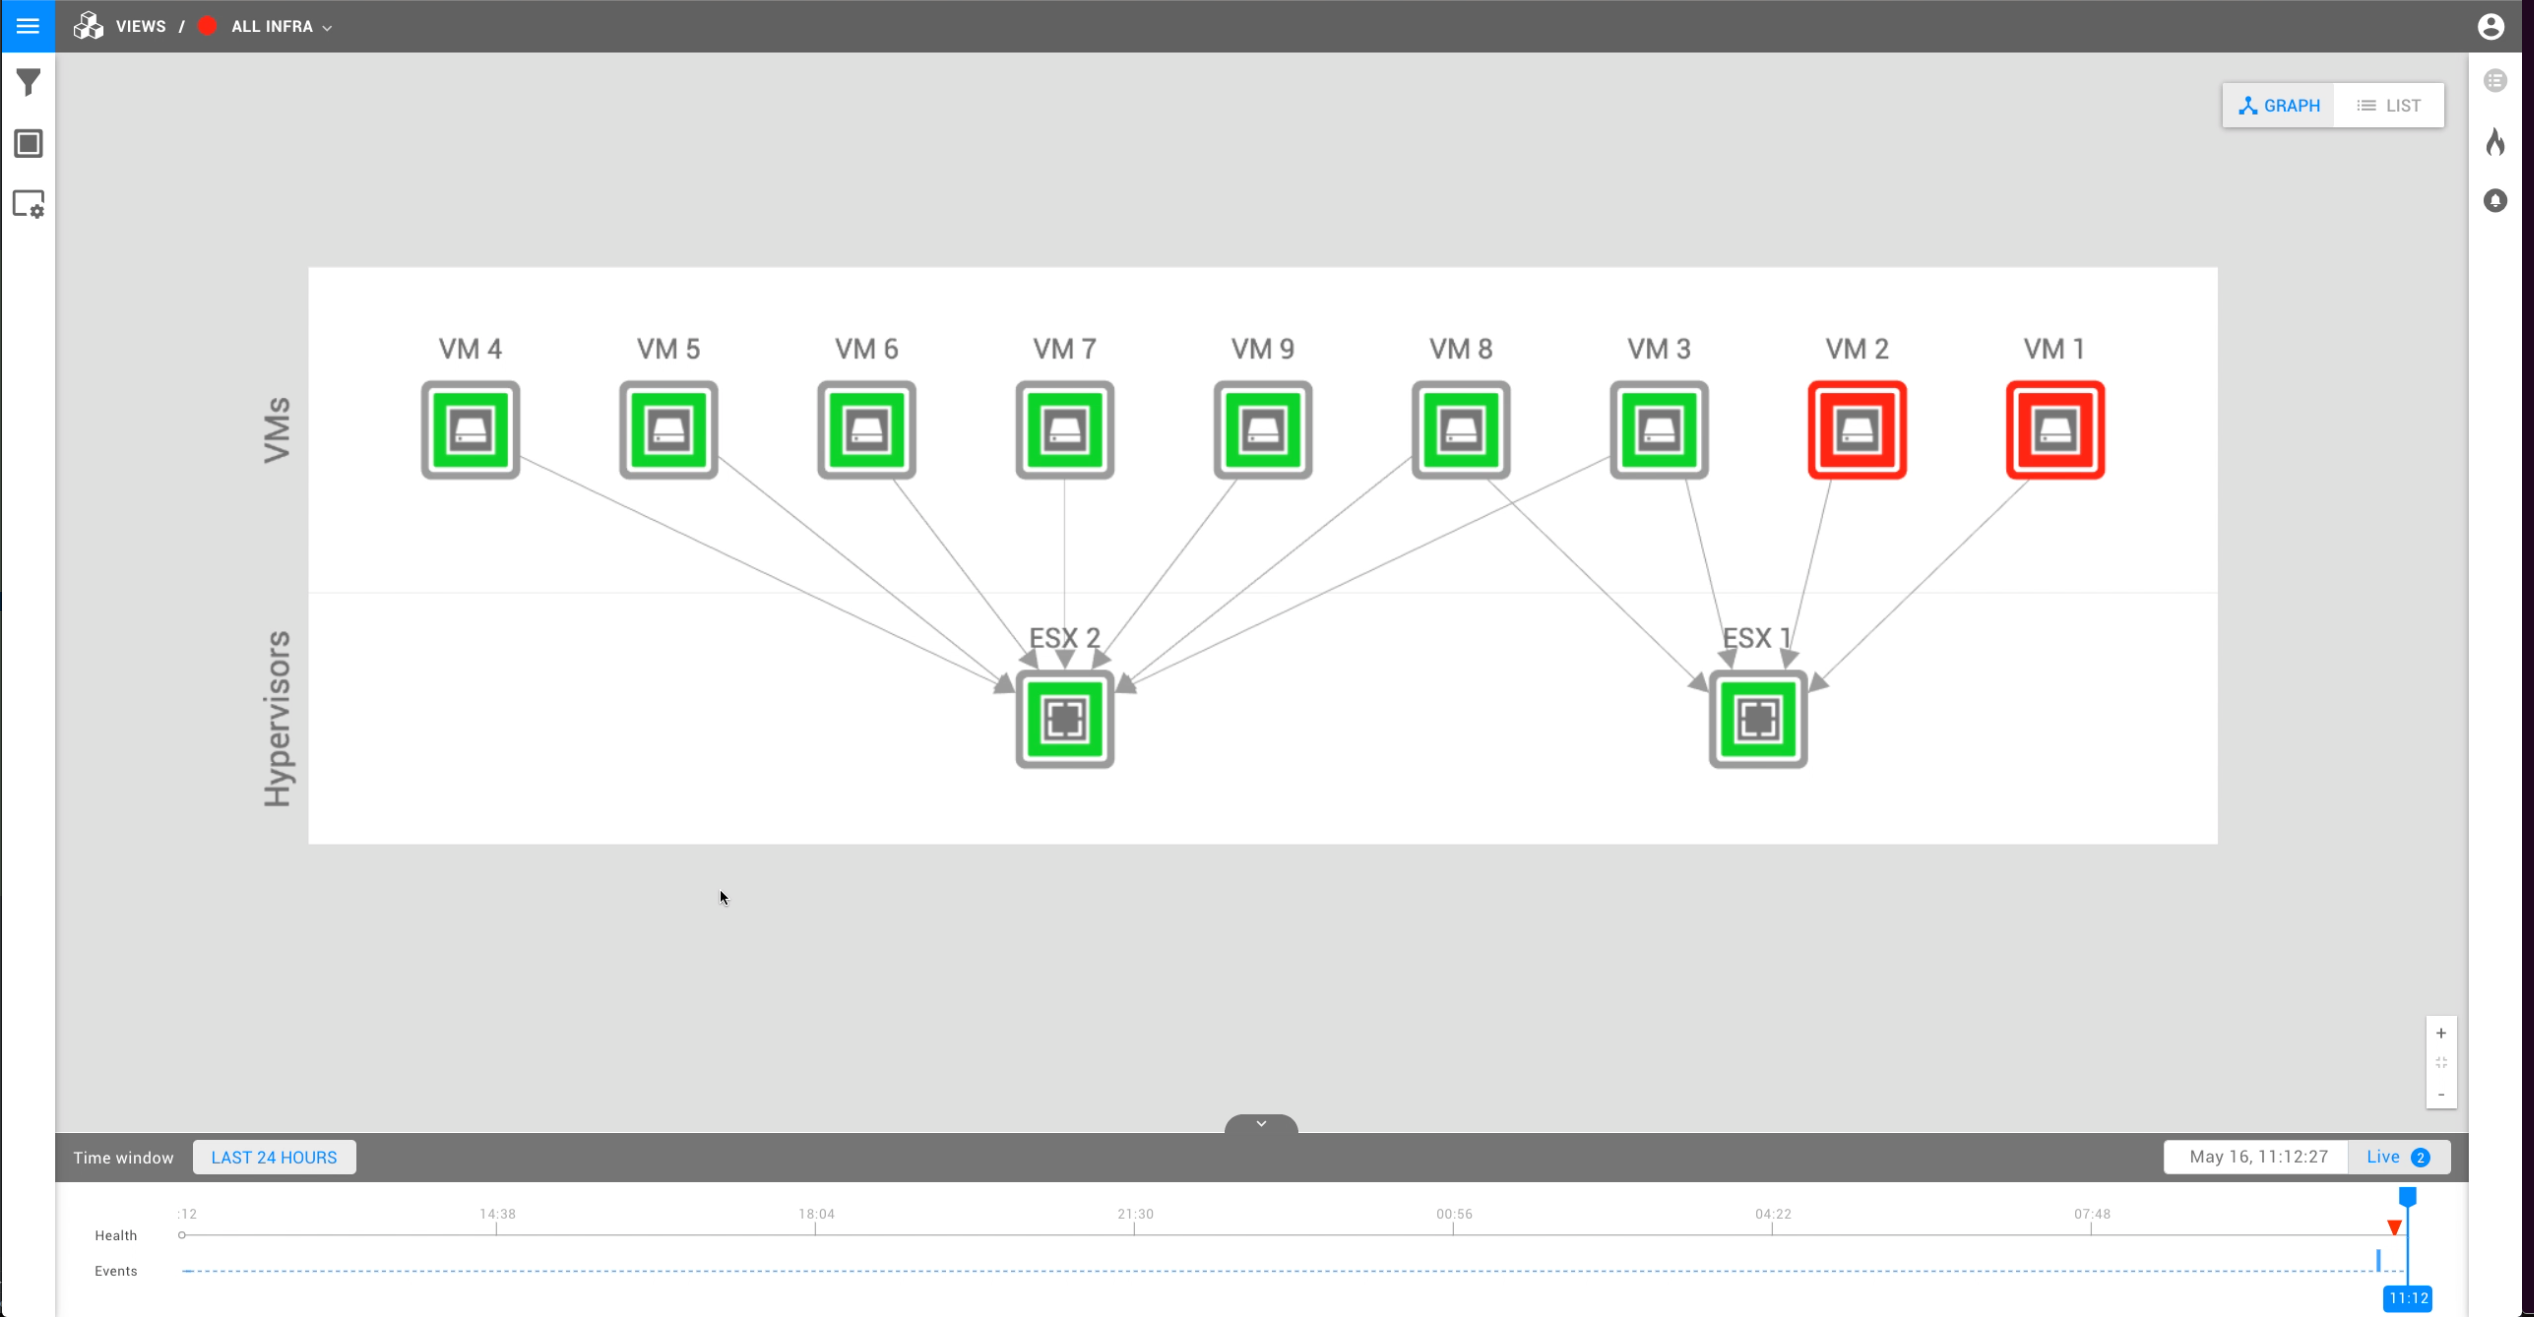 VIEWS / ALL INFRA
GRAPH LIST
VM 4 VM 5 VM 6 VM 7 VM 9 VM 8 VM 3 VM 2 VM 1
VMs
ESX 2 ESX 1
Hypervisors
+
-
Time window LAST 24 HOURS May 16, 11:12:27 Live 2
:12 14:38 18:04 21:30 00:56 04:22 07:48
Health
Events
11:12